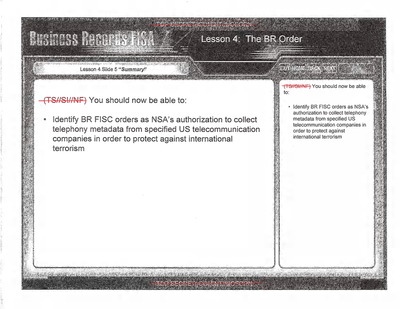 Business Records FISA
Lesson 4: The BR Order
Lesson 4 Slide 5 "Summary"
EXIT HOME BACK NEXT
(TS//SI//NF) You should now be able to:
• Identify BR FISC orders as NSA's authorization to collect
telephony metadata from specified US telecommunication
companies in order to protect against international
terrorism
(TS//SI//NF) You should now be able
to:
• Identify BR FISC orders as NSA's
authorization to collect telephony
metadata from specified US
telecommunication companies in
order to protect against international
terrorism